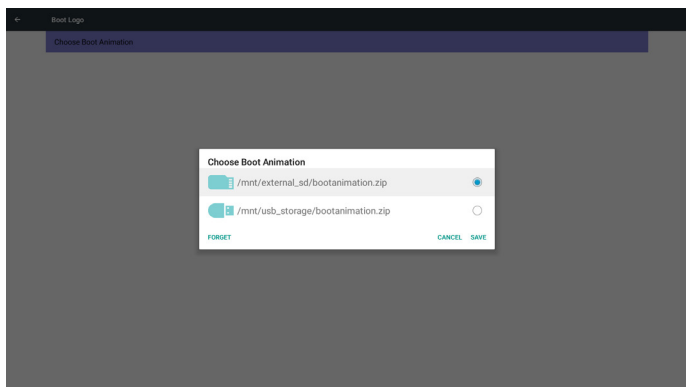 Boot Logo
Choose Boot Animation
Choose Boot Animation
/mnt/external_sd/bootanimation.zip
/mnt/usb_storage/bootanimation.zip
FORGET CANCEL SAVE